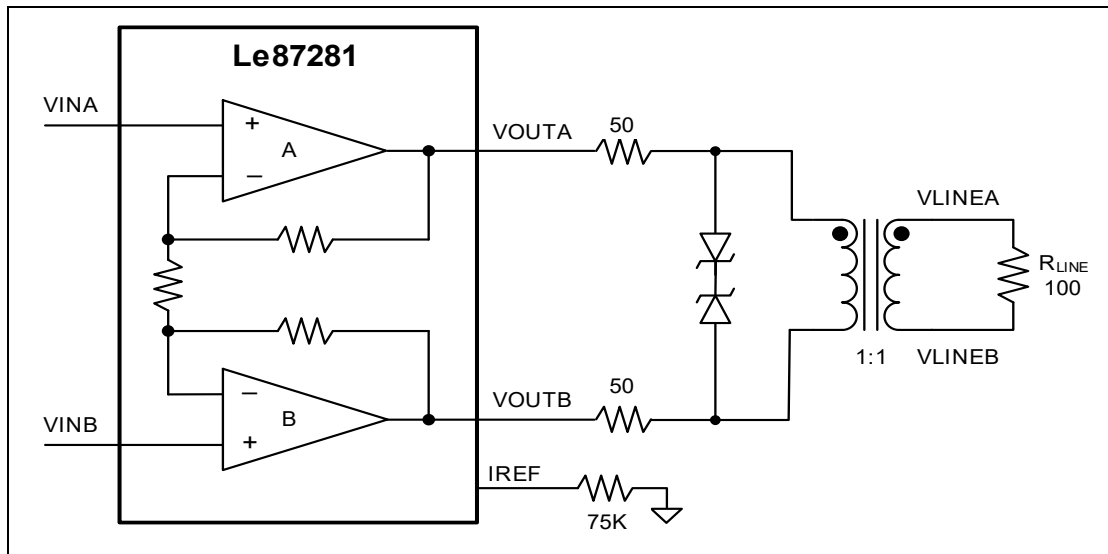 Le87281
VINA
+
A
−
VOUTA
50
VLINEA
RLINE
100
1:1
VLINEB
−
B
+
VINB
VOUTB
50
IREF
75K